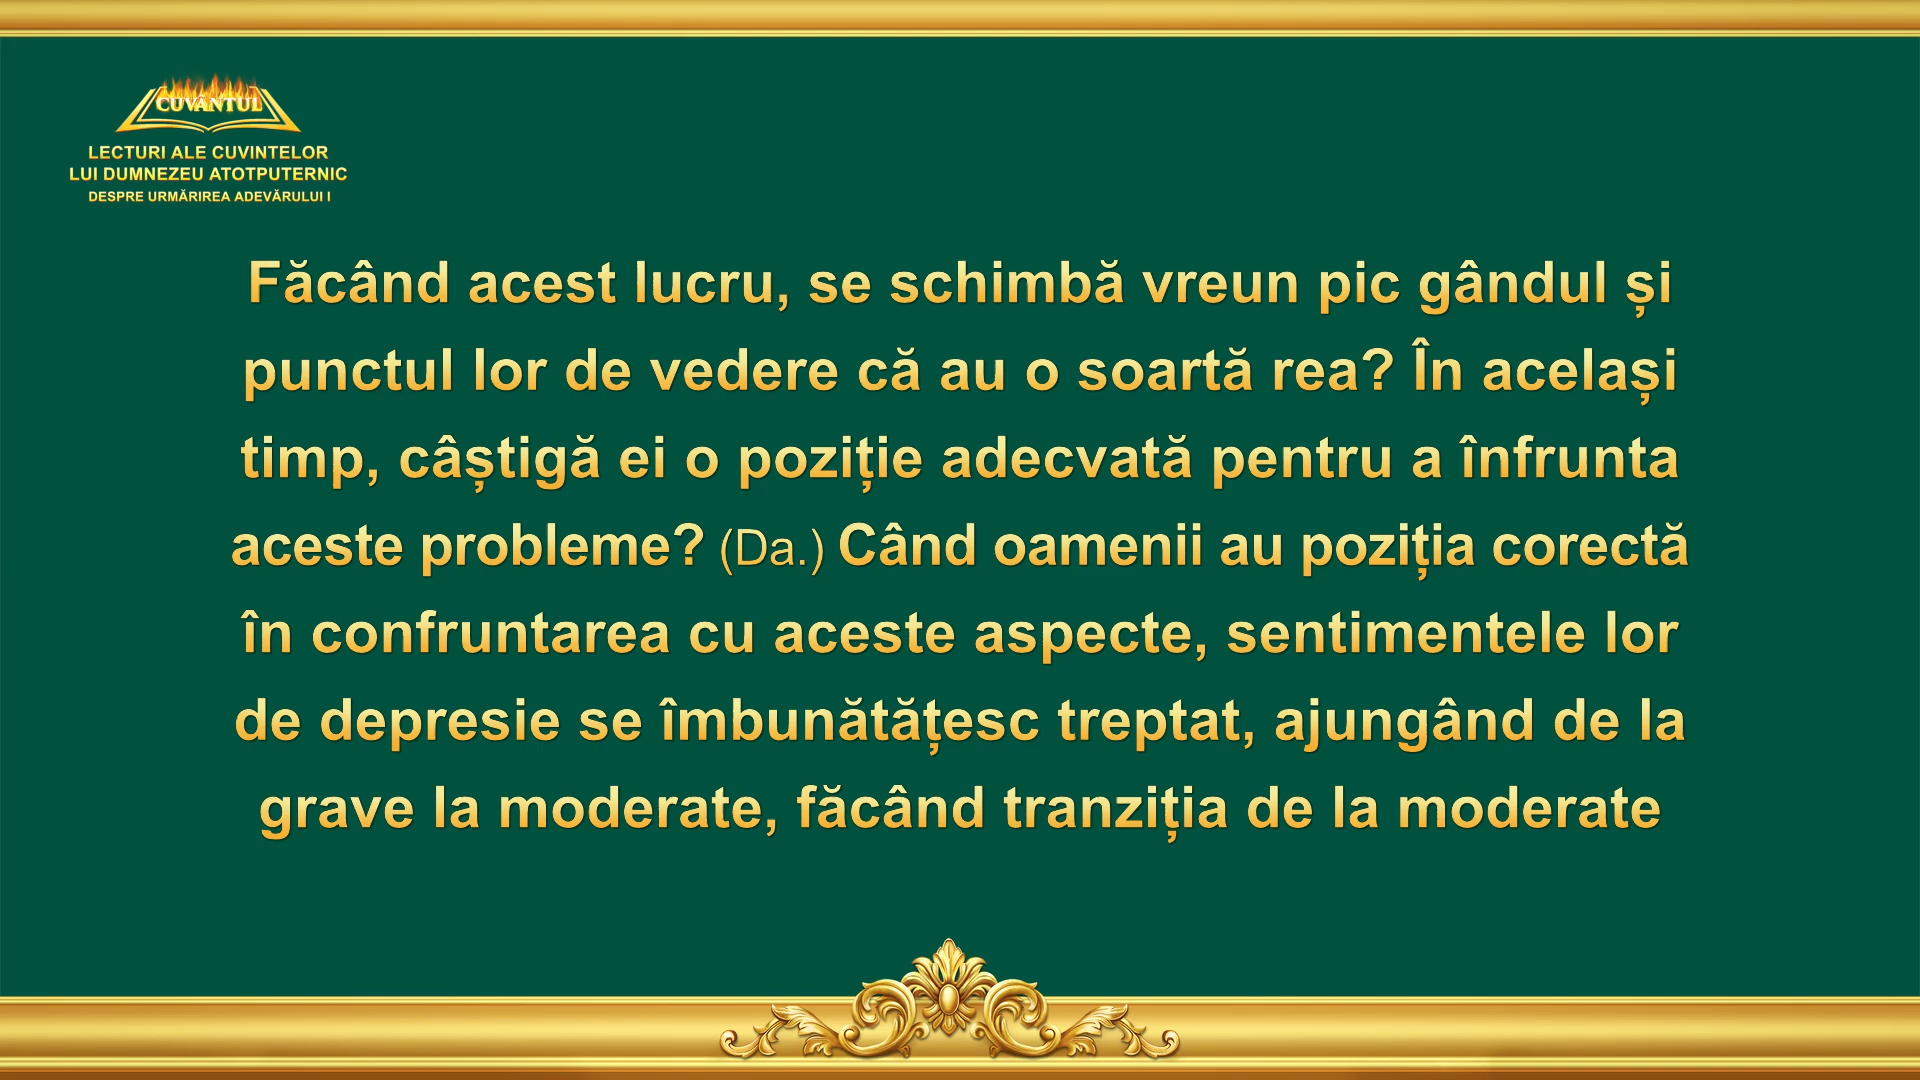 CUVÂNTUL
LECTURI ALE CUVINTELOR
LUI DUMNEZEU ATOTPUTERNIC
DESPRE URMĂRIREA ADEVĂRULUI I
Făcând acest lucru, se schimbă vreun pic gândul și
punctul lor de vedere că au o soartă rea? În același
timp, câștigă ei o poziție adecvată pentru a înfrunta
aceste probleme? (Da.) Când oamenii au poziția corectă
în confruntarea cu aceste aspecte, sentimentele lor
de depresie se îmbunătățesc treptat, ajungând de la
grave la moderate, făcând tranziția de la moderate